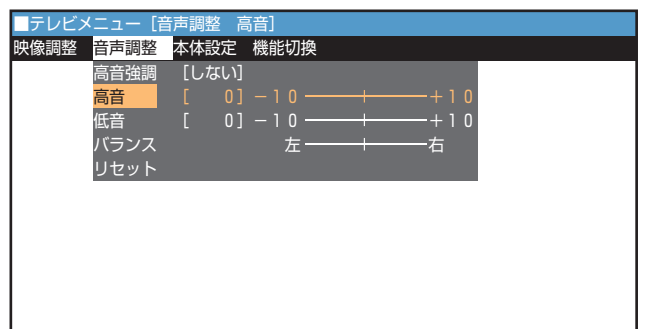 ■テレビメニュー［音声調整　高音］
映像調整　音声調整　本体設定　機能切換
高音強調　［しない］
高音　［　０］－１０　＋１０
低音　［　０］－１０　＋１０
バランス　左　右
リセット